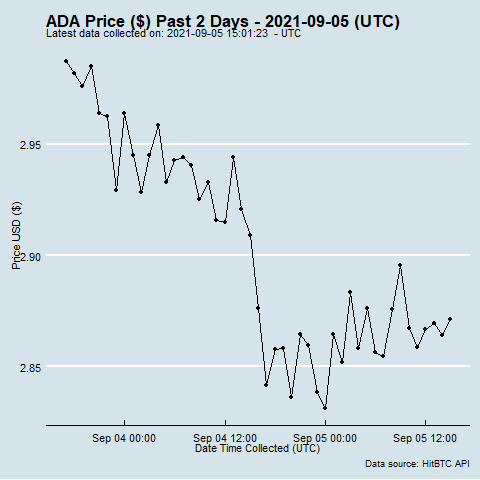 ADA Price ($) Past 2 Days - 2021-09-05 (UTC)
Latest data collected on: 2021-09-05 15:01:23 - UTC
Price USD ($)
2.95
2.90
2.85
Sep 04 00:00 Sep 04 12:00 Sep 05 00:00 Sep 05 12:00
Date Time Collected (UTC)
Data source: HitBTC API